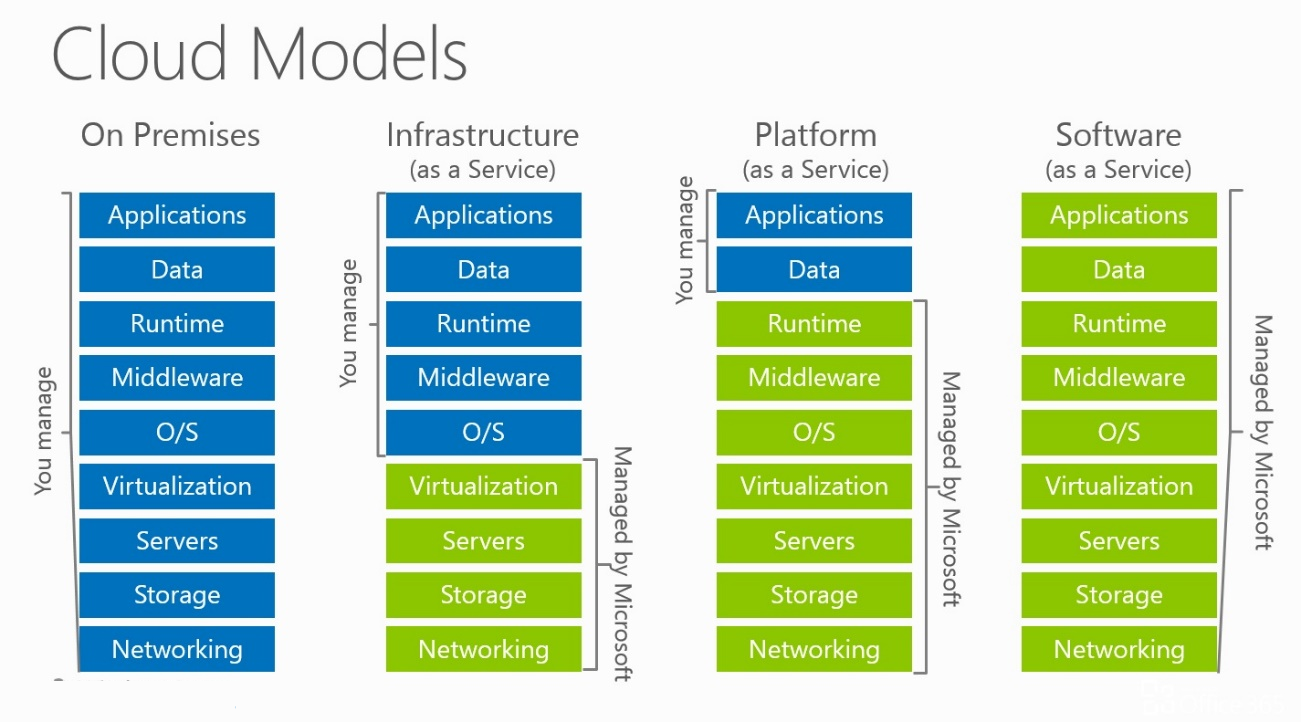 Cloud Models
On Premises
Applications
Data
Runtime
Middleware
O/S
Virtualization
Servers
Storage
Networking
You manage
Infrastructure
(as a Service)
Applications
Data
Runtime
Middleware
O/S
Virtualization
Servers
Storage
Networking
You manage
Managed by Microsoft
Platform
(as a Service)
Applications
Data
Runtime
Middleware
O/S
Virtualization
Servers
Storage
Networking
You manage
Managed by Microsoft
Software
(as a Service)
Applications
Data
Runtime
Middleware
O/S
Virtualization
Servers
Storage
Networking
Managed by Microsoft